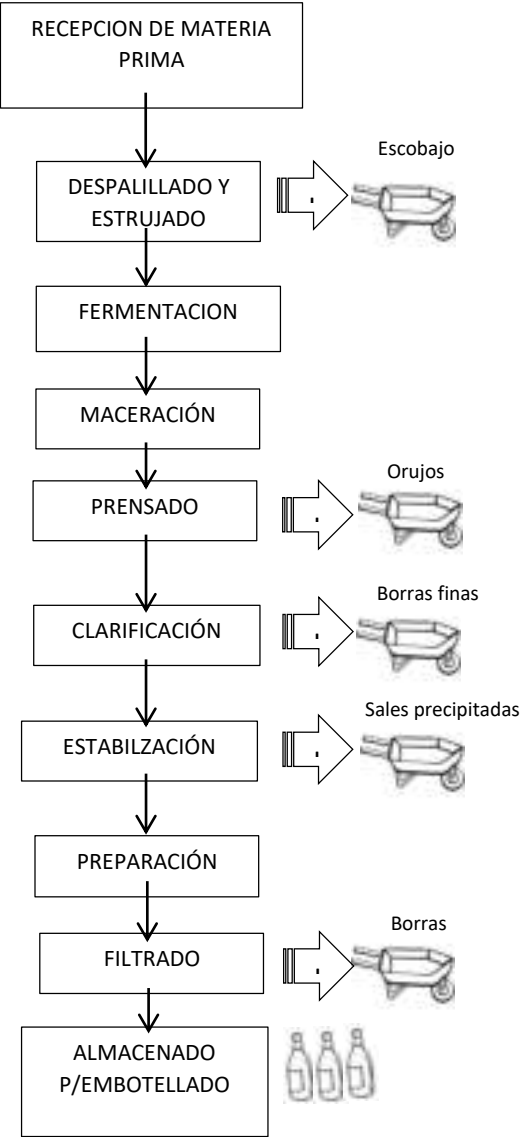 RECEPCION DE MATERIA
PRIMA
Escobajo
DESPALILLADO Y
ESTRUJADO
FERMENTACION
MACERACIÓN
Orujos
PRENSADO
Borras finas
CLARIFICACIÓN
Sales precipitadas
ESTABILZACIÓN
PREPARACIÓN
Borras
FILTRADO
ALMACENADO
P/EMBOTELLADO